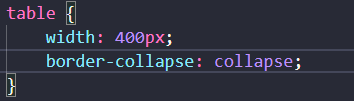 table {
    width: 400px;
    border-collapse: collapse;
}